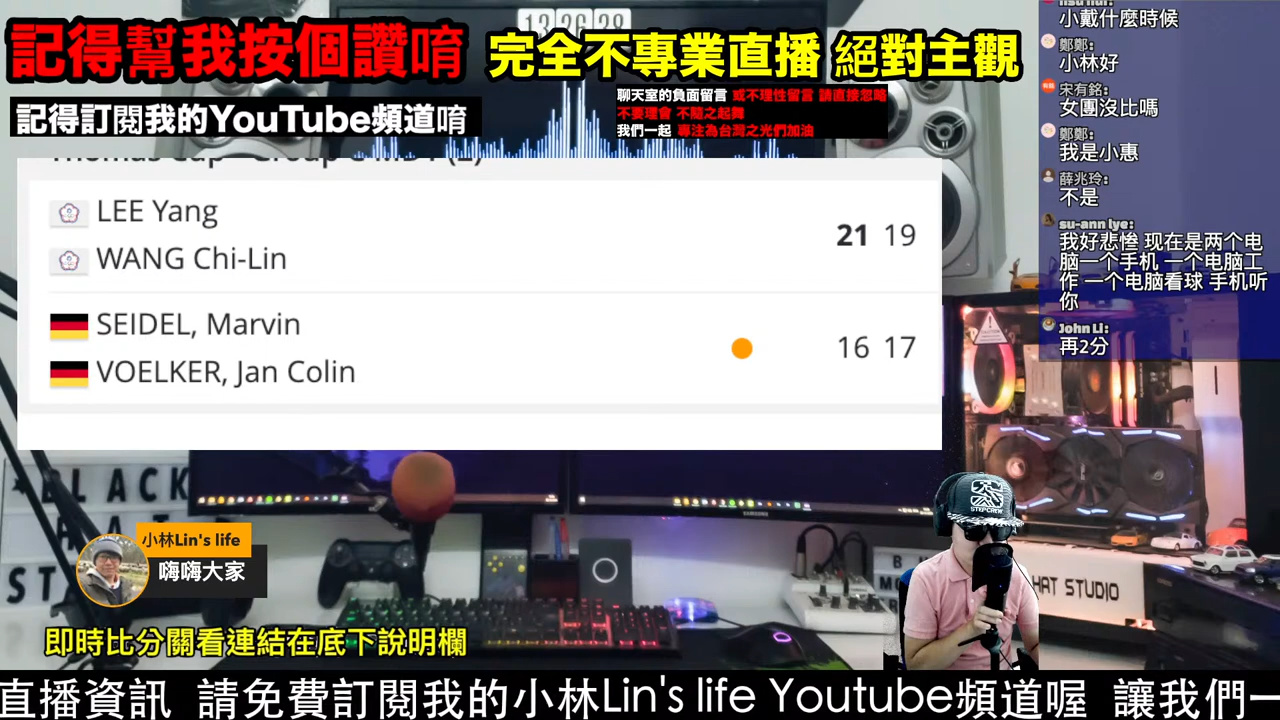 13 26 28
記得幫我按個讚唷
完全不專業直播 絕對主觀
記得訂閱我的YouTube頻道唷
聊天室的負面留言 或不理性留言 請直接忽略
不要理會 不隨之起舞
我們一起 專注為台灣之光們加油
LEE Yang
WANG Chi-Lin
21 19
SEIDEL, Marvin
VOELKER, Jan Colin
16 17
小戴什麼時候
鄭鄭:
小林好
宋有銘:
女團沒比嗎
鄭鄭:
我是小惠
薛兆玲:
不是
su-ann lye:
我好悲惨 现在是两个电
脑一个手机 一个电脑工
作 一个电脑看球 手机听
你
John Li:
再2分
BLACK
HAT
ST
SAMSUNG
STEPCREW
HAT STUDIO
小林Lin's life
嗨嗨大家
即時比分關看連結在底下說明欄
直播資訊 請免費訂閱我的小林Lin's life Youtube頻道喔 讓我們一